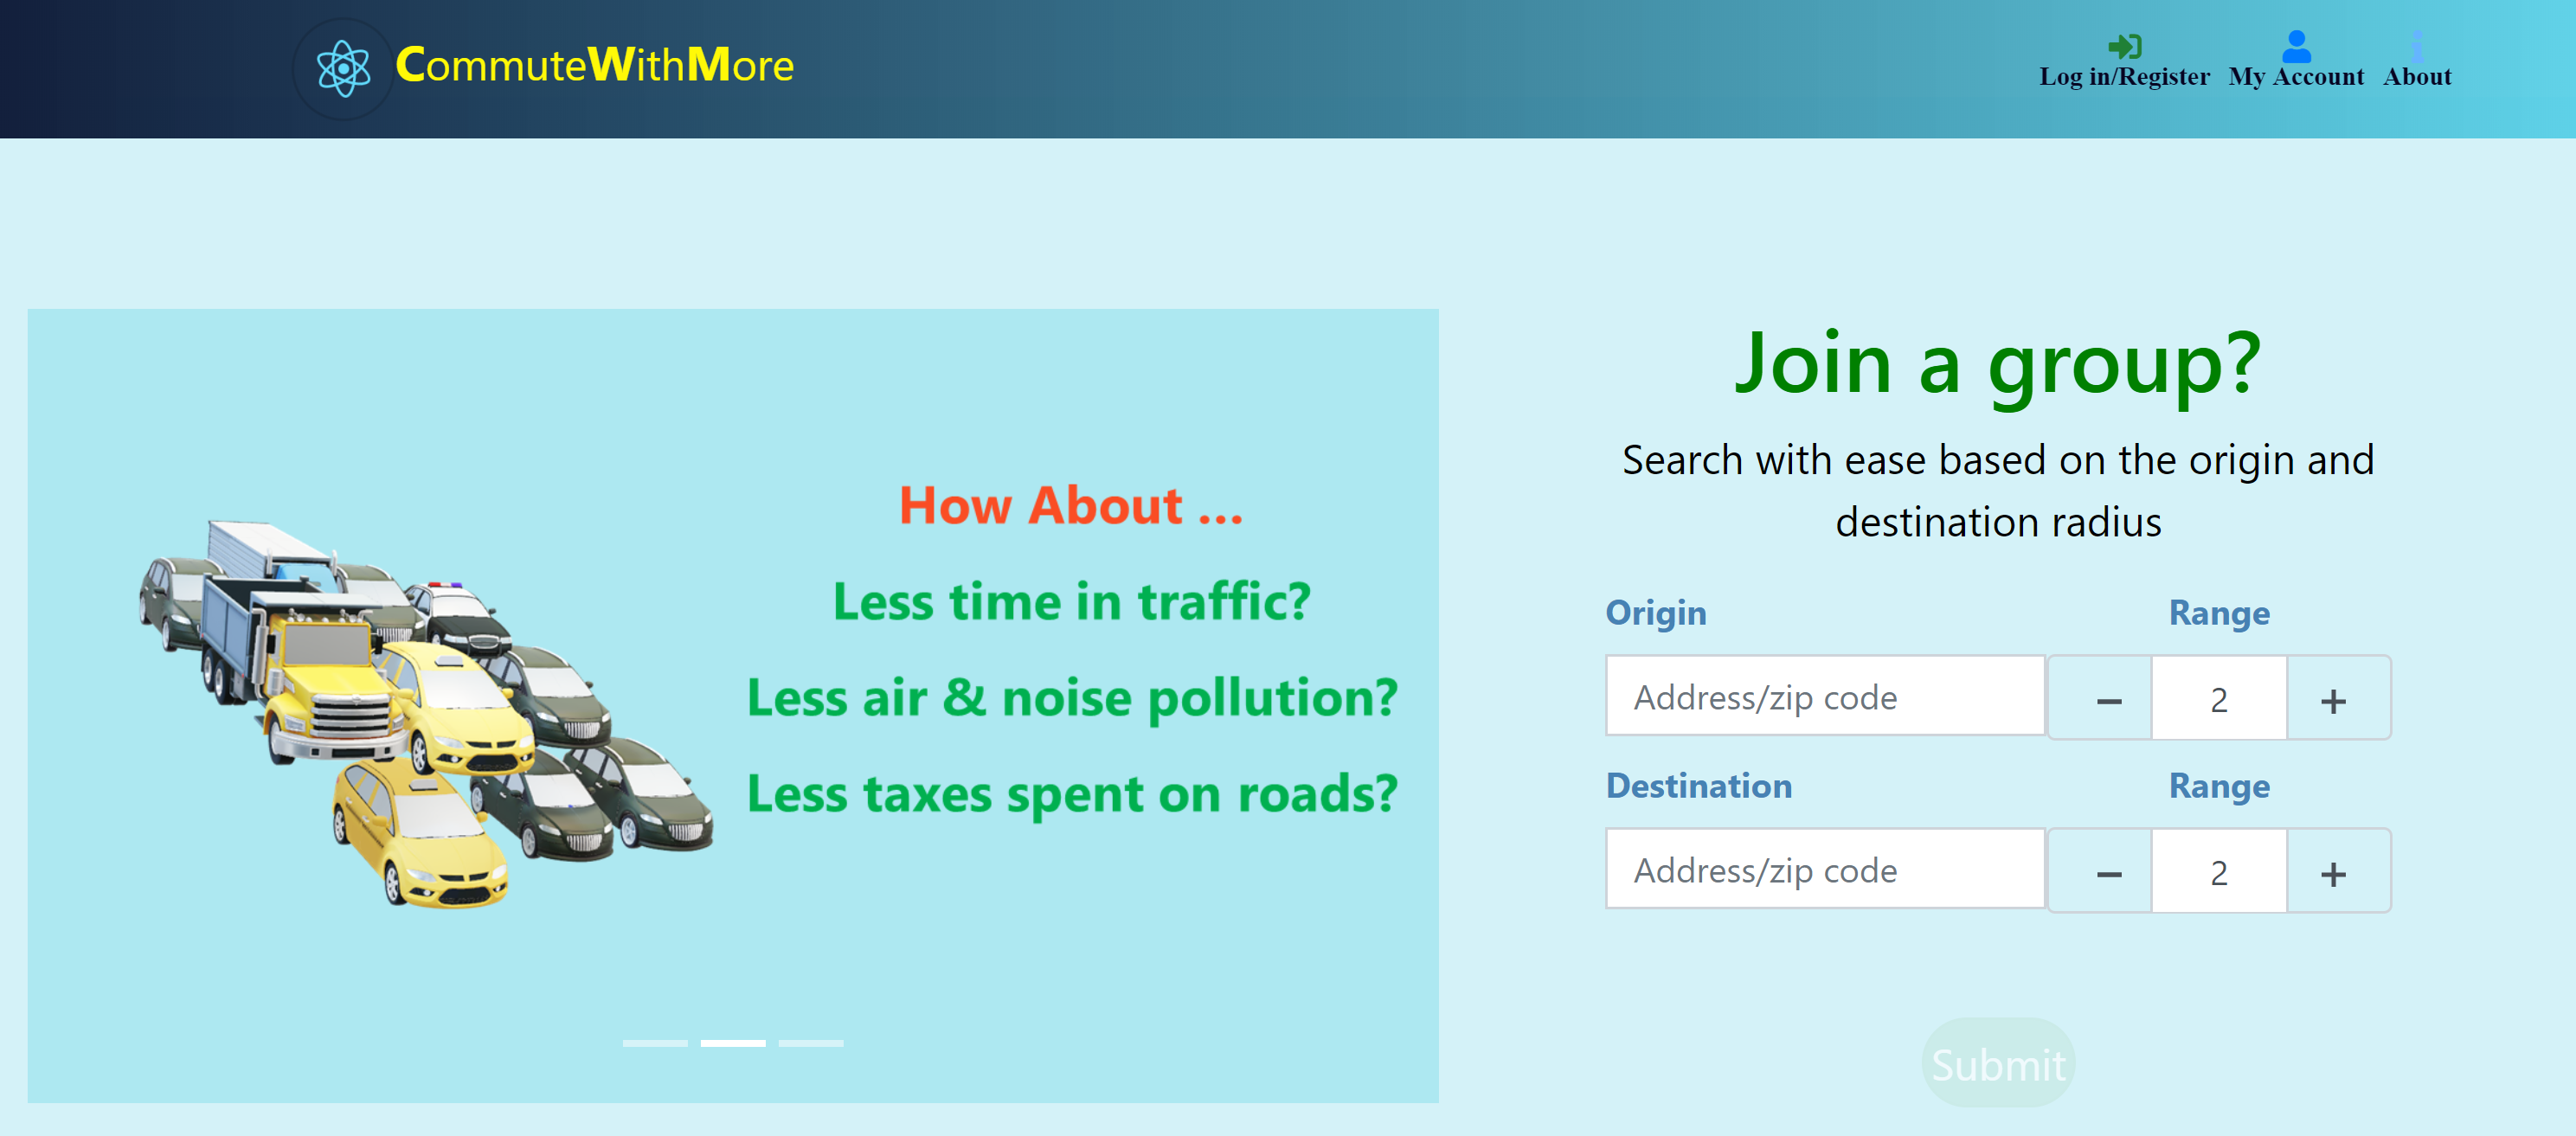 CommuteWithMore
Log in/Register My Account About
How About ...
Less time in traffic?
Less air & noise pollution?
Less taxes spent on roads?
Join a group?
Search with ease based on the origin and
destination radius
Origin Range
Address/zip code − 2 +
Destination Range
Address/zip code − 2 +
Submit